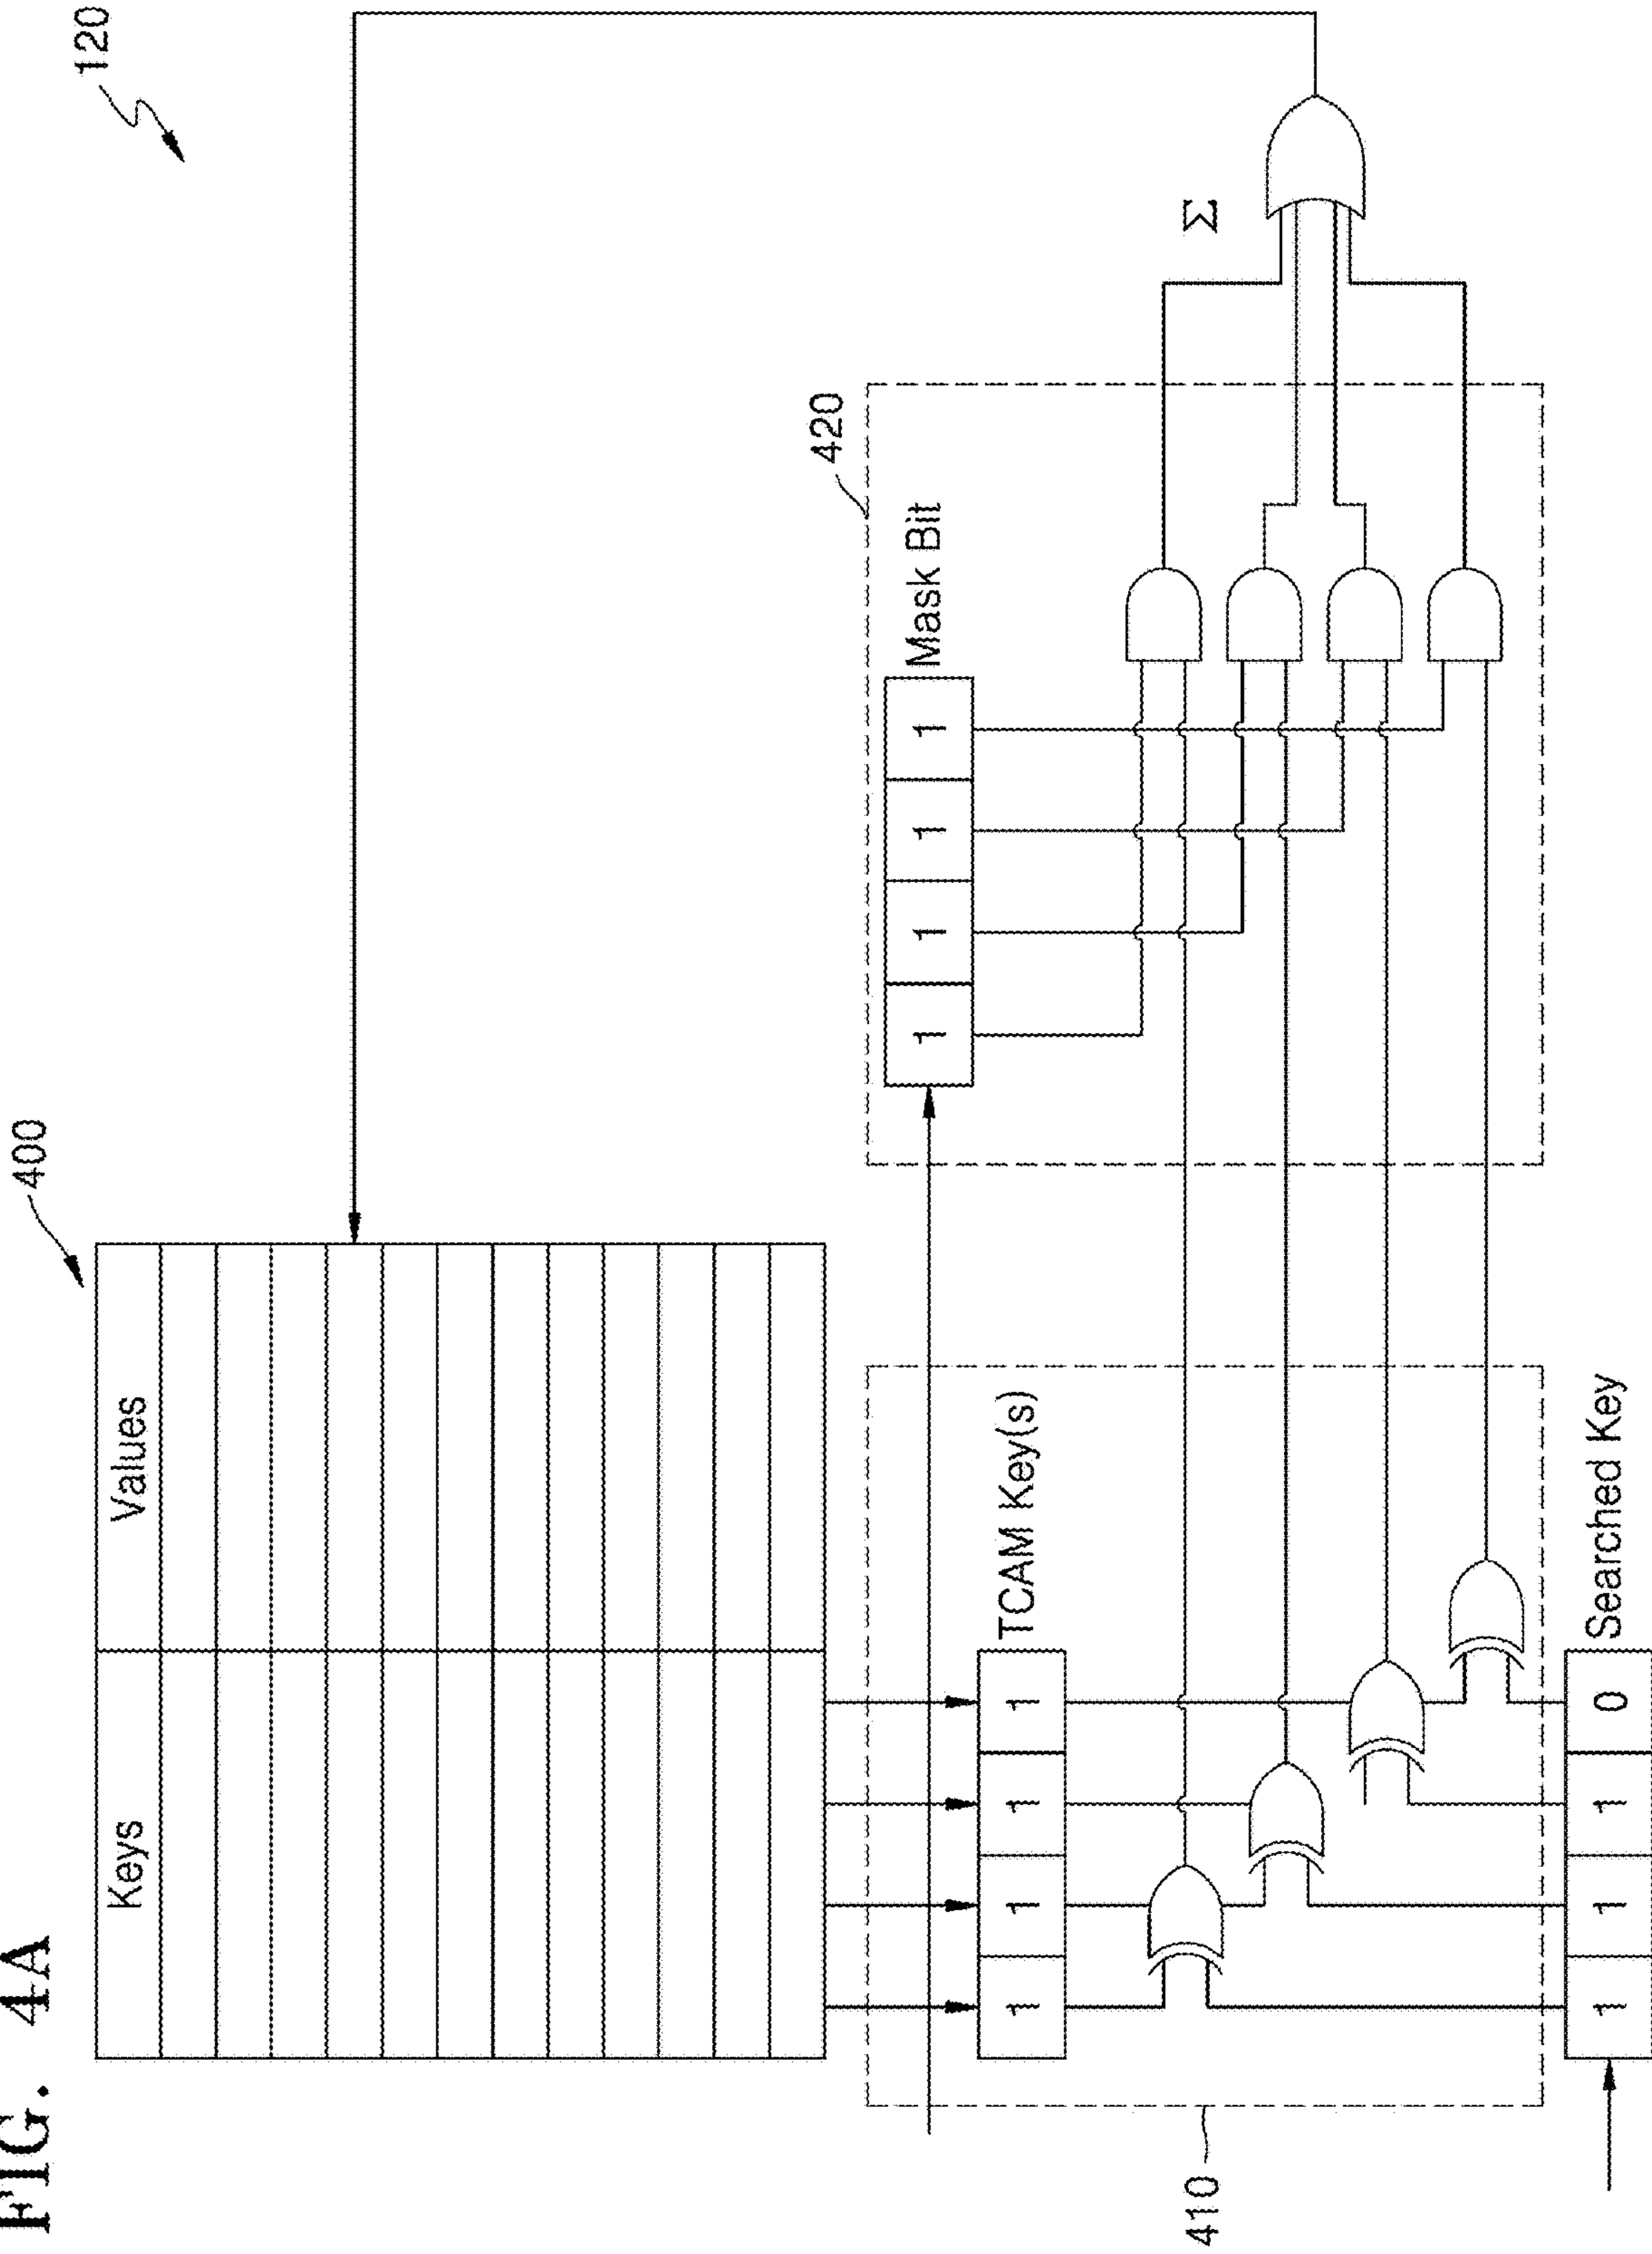 FIG. 4A
120
400
Keys Values
420
Mask Bit
1 1 1 1
TCAM Key(s)
1 1 1 1
Σ
410
Searched Key
1 1 1 0